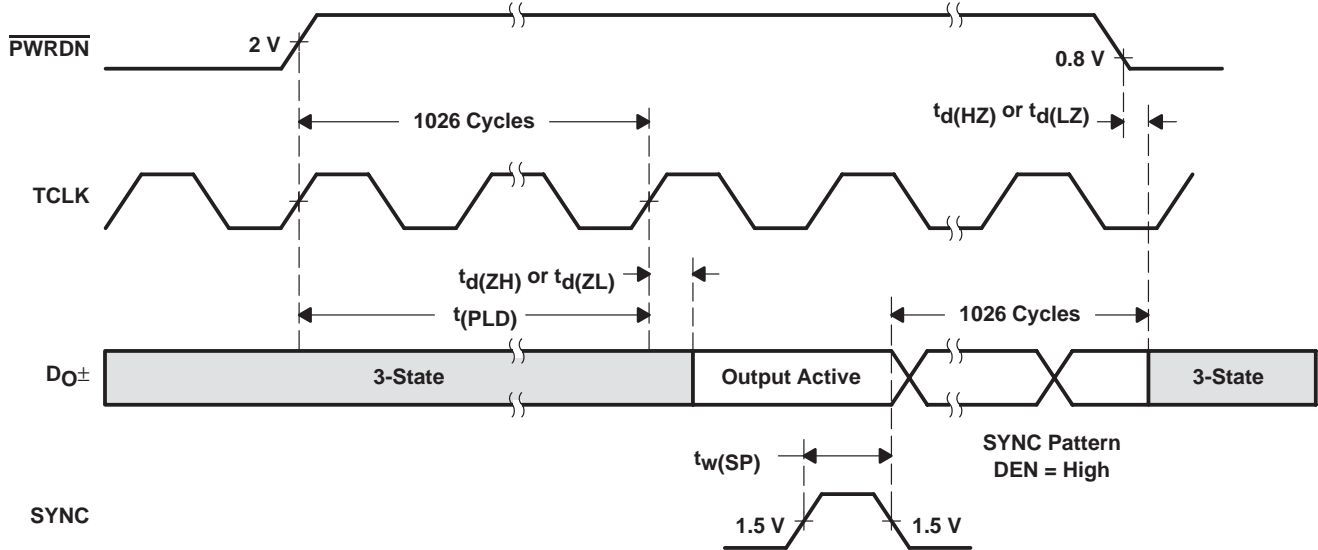 PWRDN
2 V
0.8 V
td(HZ) or td(LZ)
1026 Cycles
TCLK
td(ZH) or td(ZL)
t(PLD)
1026 Cycles
DO±
3-State
Output Active
3-State
SYNC Pattern
DEN = High
tw(SP)
SYNC
1.5 V
1.5 V